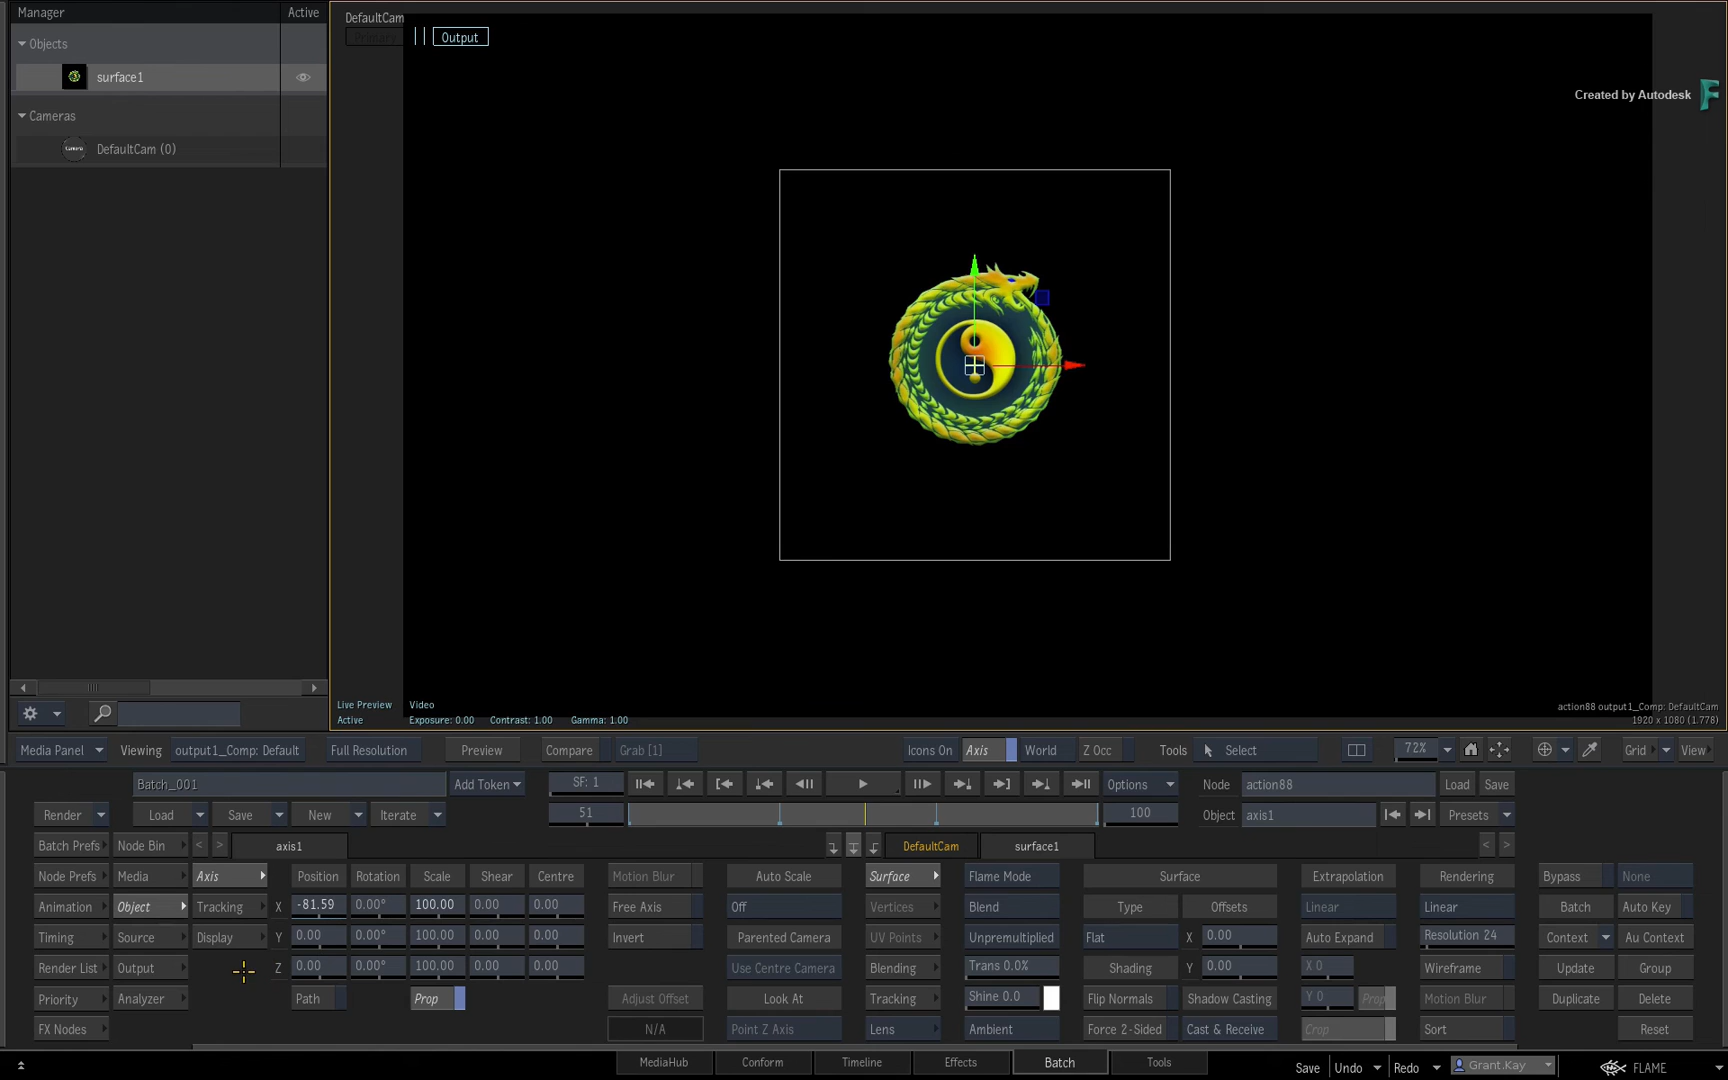 Manager Active
Objects
surface1
Cameras
Camera DefaultCam (0)
DefaultCam
Primary Output
Created by Autodesk
Live Preview Video
Active Exposure: 0.00 Contrast: 1.00 Gamma: 1.00
action88 output1_Comp: DefaultCam
1920 x 1080 (1.778)
Media Panel Viewing output1_Comp: Default Full Resolution Preview Compare Grab [1] Icons On Axis World Z Occ Tools Select 72% Grid View
Batch_001 Add Token SF: 1 Options Node action88 Load Save
Render Load Save New Iterate 51 100 Object axis1 Presets
Batch Prefs Node Bin < > axis1 DefaultCam surface1 < >
Node Prefs Media Axis Position Rotation Scale Shear Centre Motion Blur Auto Scale Surface Flame Mode Surface Extrapolation Rendering Bypass None
Animation Object Tracking X -81.59 0.00° 100.00 0.00 0.00 Free Axis Off Vertices Blend Type Offsets Linear Linear Batch Auto Key
Timing Source Display Y 0.00 0.00° 100.00 0.00 0.00 Invert Parented Camera UV Points Unpremultiplied Flat X 0.00 Auto Expand Resolution 24 Context Au Context
Render List Output Z 0.00 0.00° 100.00 0.00 0.00 Use Centre Camera Blending Trans 0.0% Shading Y 0.00 X 0 Wireframe Update Group
Priority Analyzer Path Prop Adjust Offset Look At Tracking Shine 0.0 Flip Normals Shadow Casting Y 0 Prop Motion Blur Duplicate Delete
FX Nodes N/A Point Z Axis Lens Ambient Force 2-Sided Cast & Receive Crop Sort Reset
MediaHub Conform Timeline Effects Batch Tools Save Undo Redo Grant.Kay FLAME